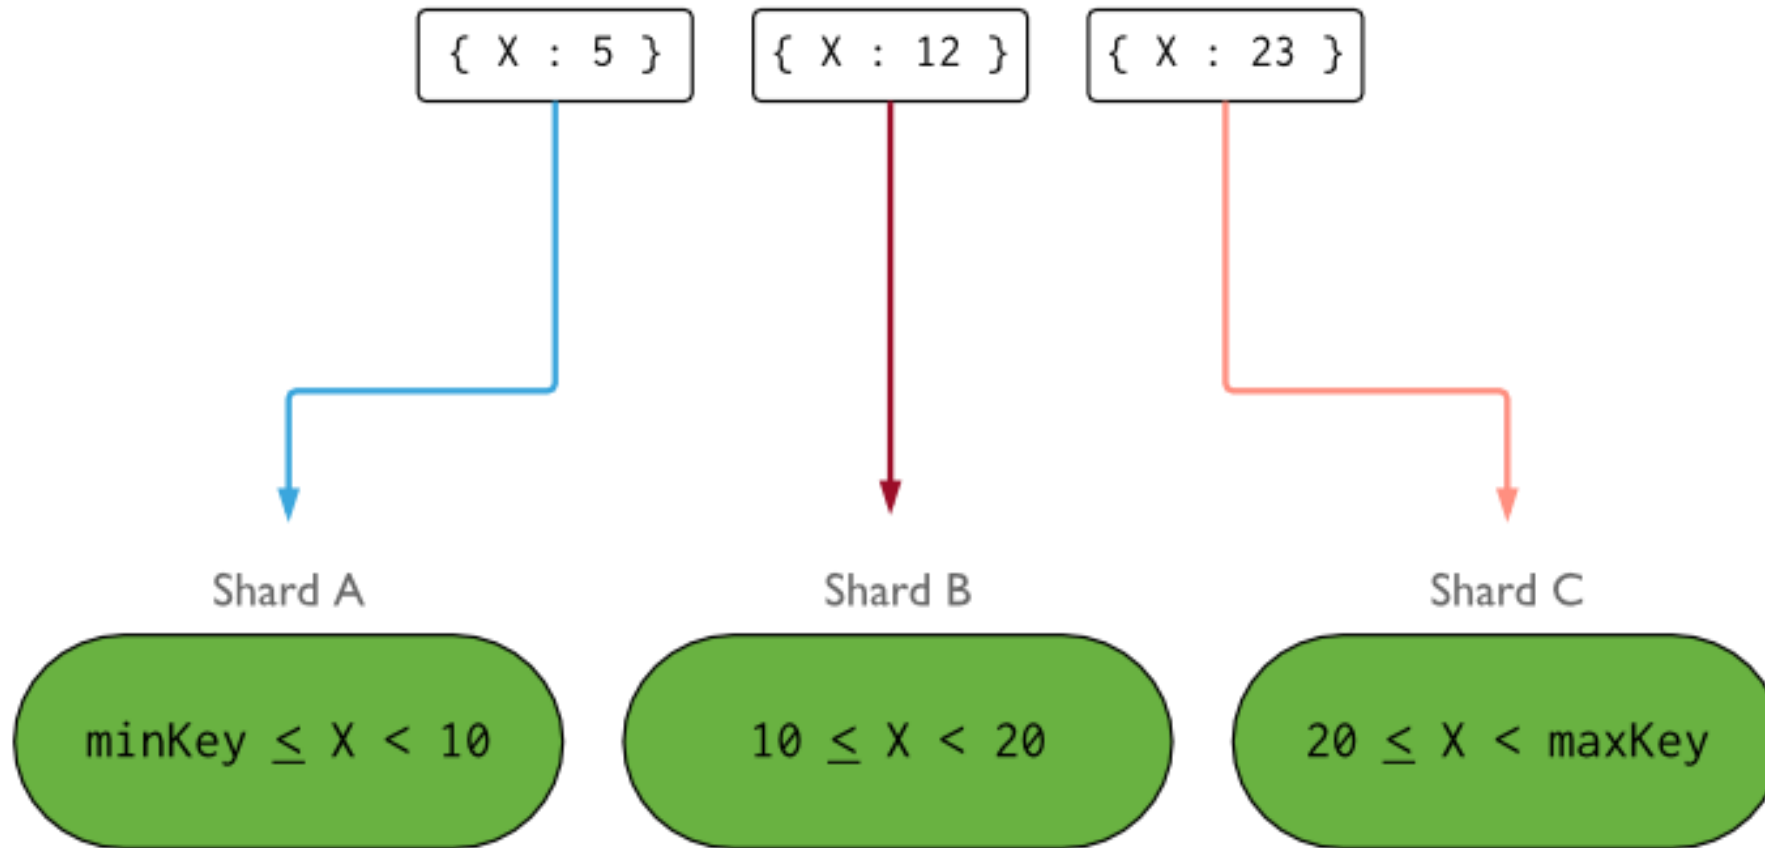 { X : 5 }
{ X : 12 }
{ X : 23 }
Shard A
Shard B
Shard C
minKey ≤ X < 10
10 ≤ X < 20
20 ≤ X < maxKey